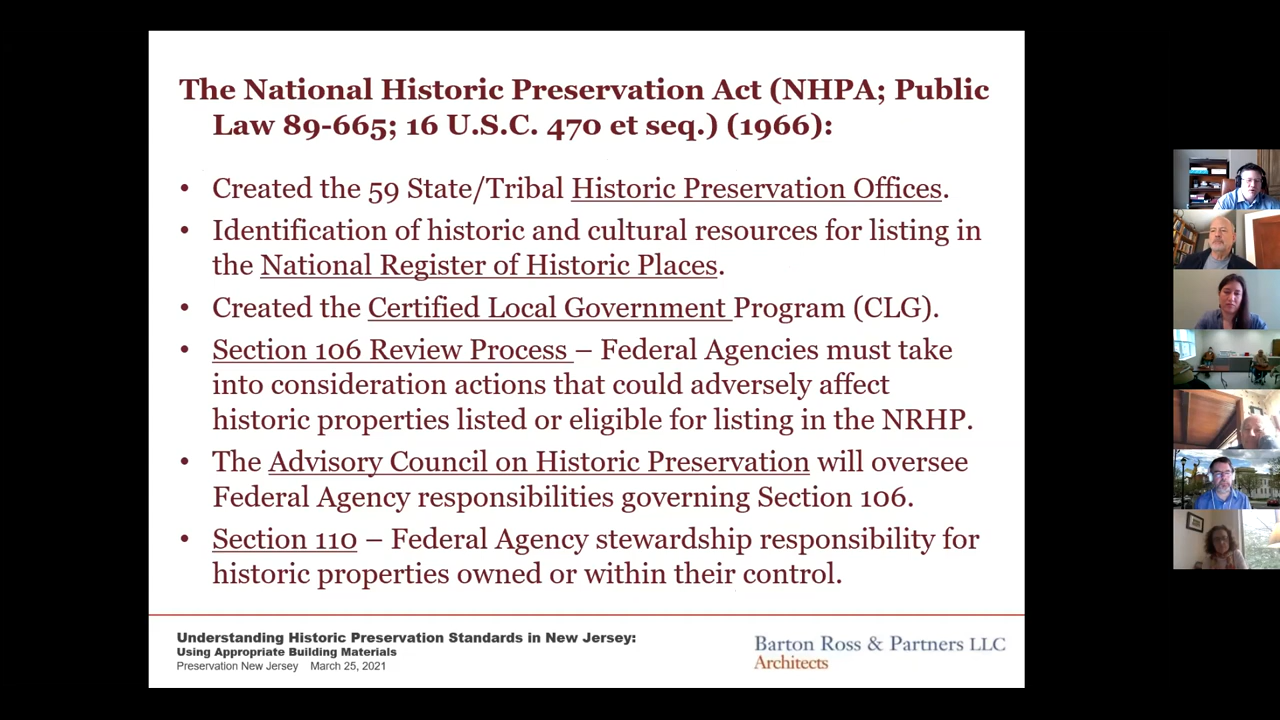 The National Historic Preservation Act (NHPA; Public
Law 89-665; 16 U.S.C. 470 et seq.) (1966):
• Created the 59 State/Tribal Historic Preservation Offices.
• Identification of historic and cultural resources for listing in
the National Register of Historic Places.
• Created the Certified Local Government Program (CLG).
• Section 106 Review Process – Federal Agencies must take
into consideration actions that could adversely affect
historic properties listed or eligible for listing in the NRHP.
• The Advisory Council on Historic Preservation will oversee
Federal Agency responsibilities governing Section 106.
• Section 110 – Federal Agency stewardship responsibility for
historic properties owned or within their control.
Understanding Historic Preservation Standards in New Jersey:
Using Appropriate Building Materials
Preservation New Jersey March 25, 2021
Barton Ross & Partners LLC
Architects